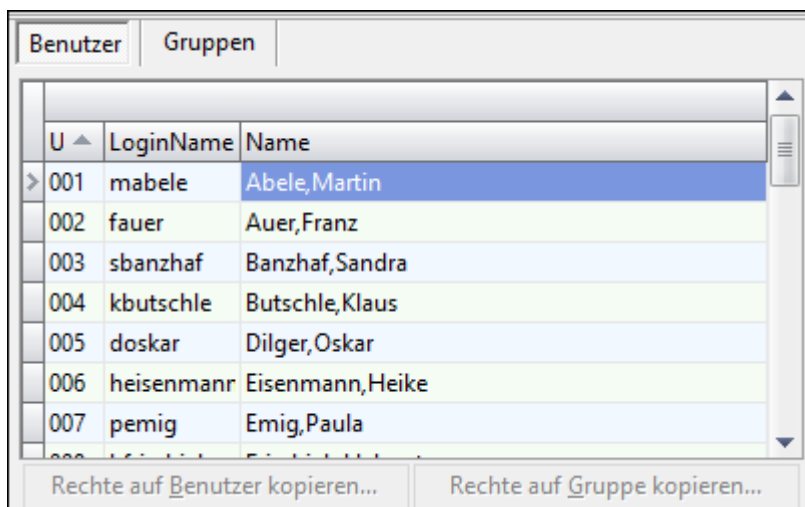 Benutzer Gruppen
U LoginName Name
001 mabele Abele,Martin
002 fauer Auer,Franz
003 sbanzhaf Banzhaf,Sandra
004 kbutschle Butschle,Klaus
005 doskar Dilger,Oskar
006 heisenmann Eisenmann,Heike
007 pemig Emig,Paula
Rechte auf Benutzer kopieren... Rechte auf Gruppe kopieren...